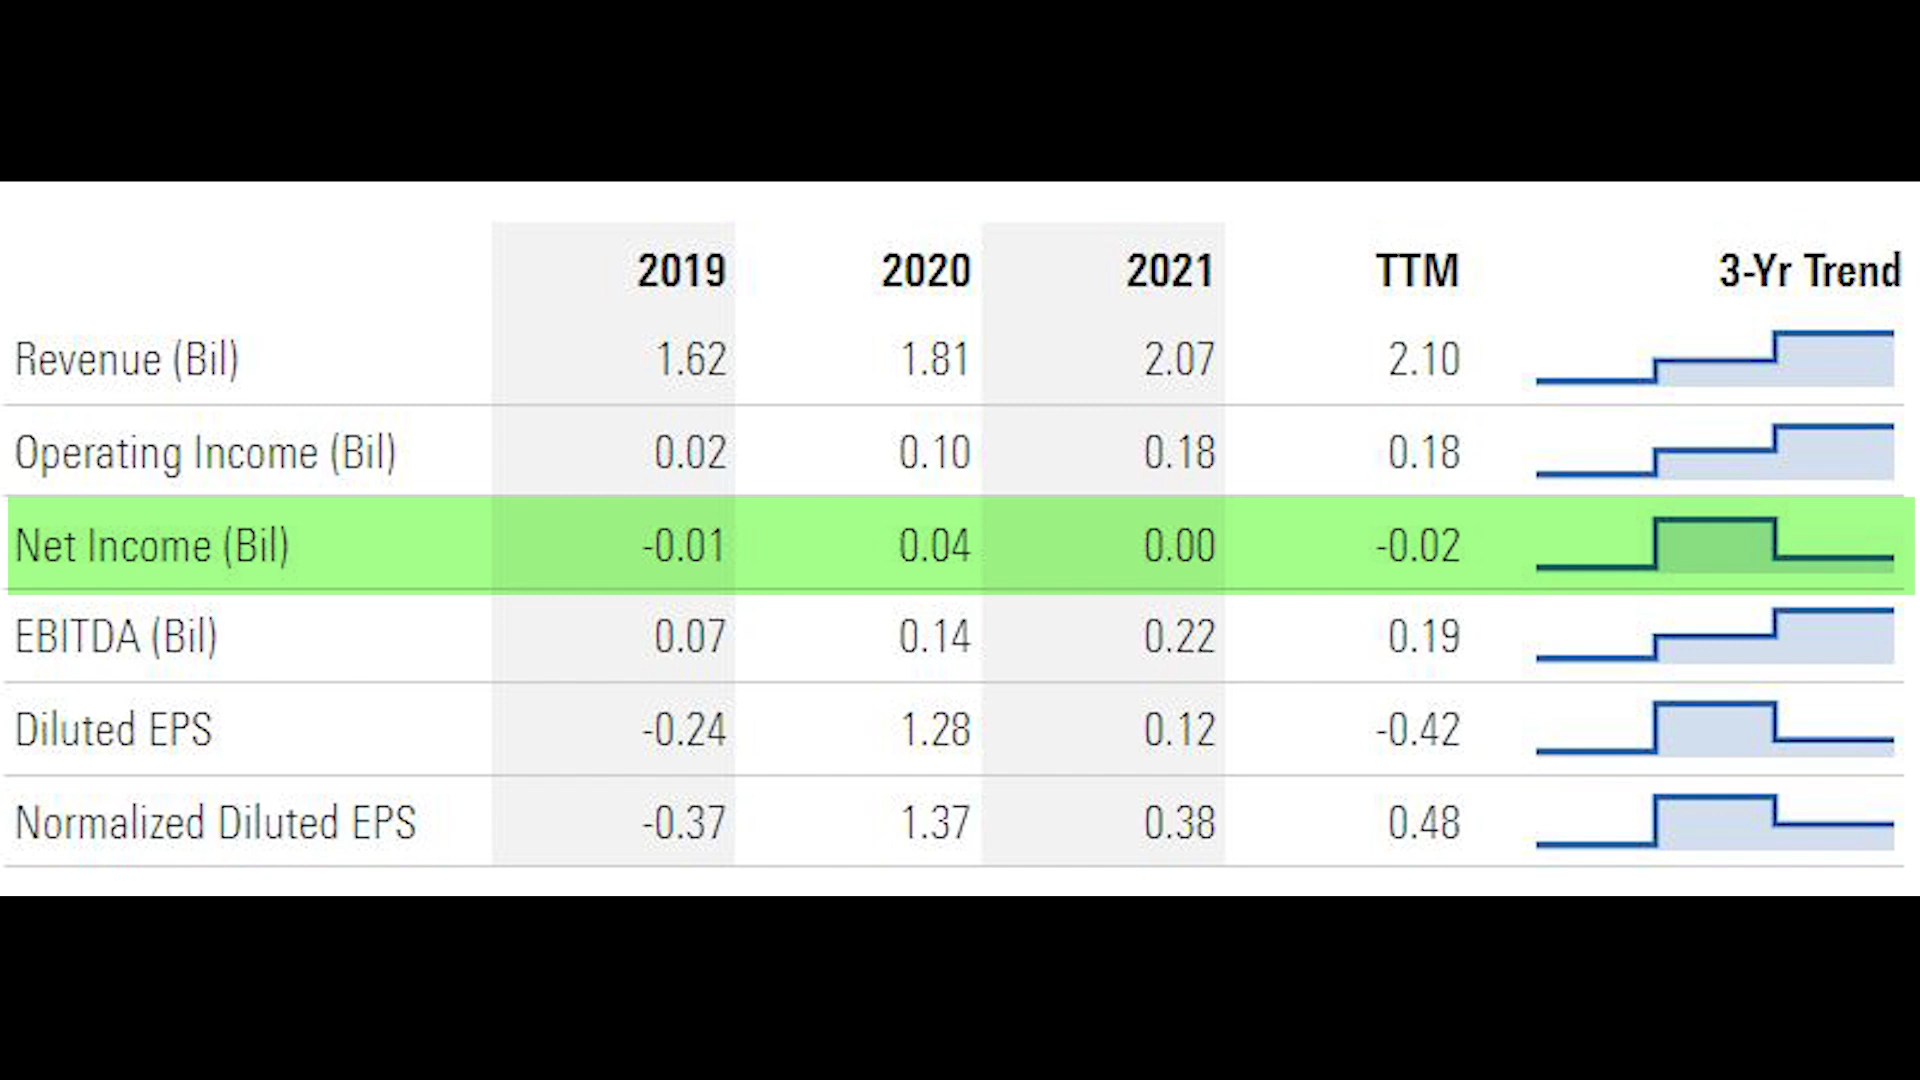 2019 2020 2021 TTM 3-Yr Trend
Revenue (Bil) 1.62 1.81 2.07 2.10
Operating Income (Bil) 0.02 0.10 0.18 0.18
Net Income (Bil) -0.01 0.04 0.00 -0.02
EBITDA (Bil) 0.07 0.14 0.22 0.19
Diluted EPS -0.24 1.28 0.12 -0.42
Normalized Diluted EPS -0.37 1.37 0.38 0.48